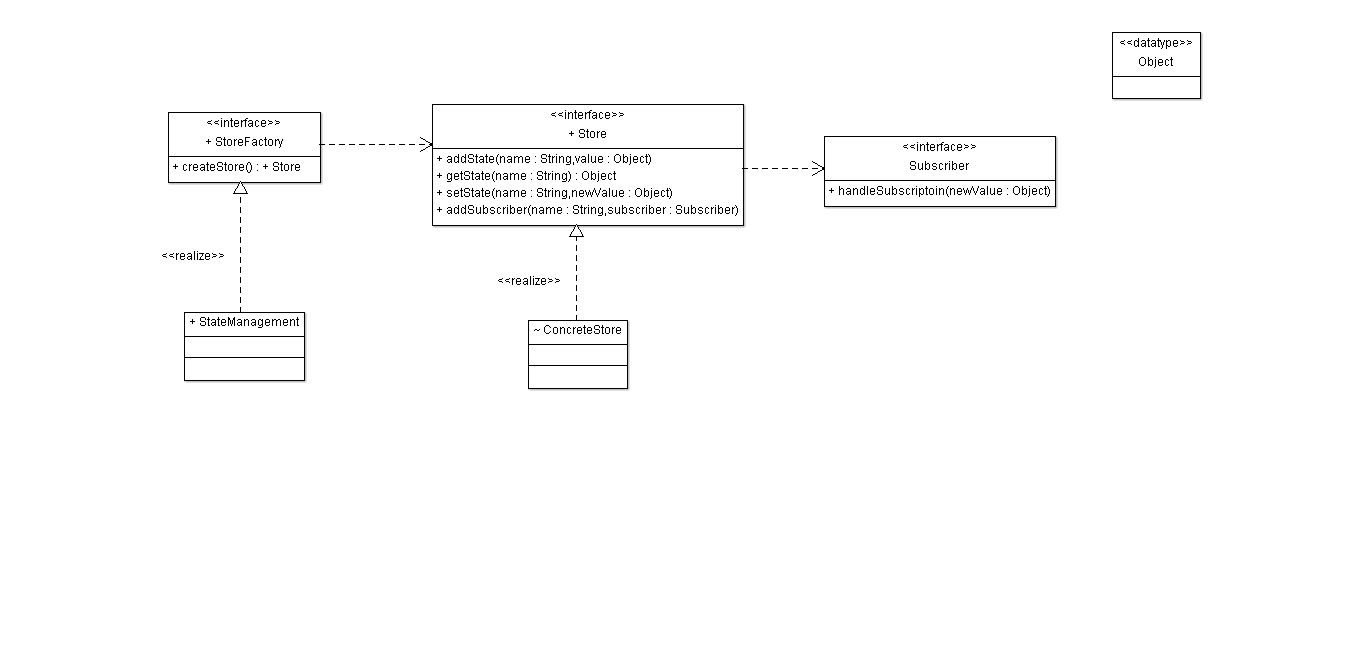 <<datatype>>
Object
<<interface>>
+ StoreFactory
+ createStore() : + Store
<<interface>>
+ Store
+ addState(name : String,value : Object)
+ getState(name : String) : Object
+ setState(name : String,newValue : Object)
+ addSubscriber(name : String,subscriber : Subscriber)
<<interface>>
Subscriber
+ handleSubscriptoin(newValue : Object)
<<realize>>
<<realize>>
+ StateManagement
~ ConcreteStore